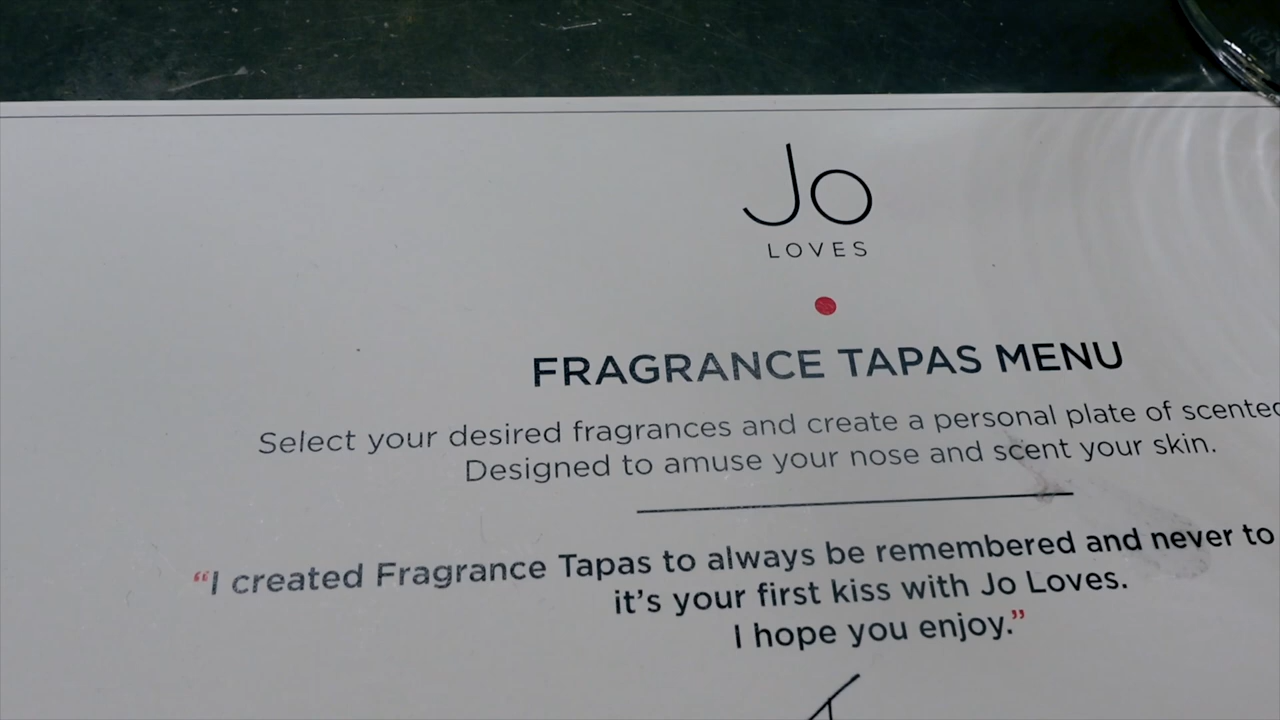 Jo
LOVES
FRAGRANCE TAPAS MENU
Select your desired fragrances and create a personal plate of scented
Designed to amuse your nose and scent your skin.
“I created Fragrance Tapas to always be remembered and never to
it’s your first kiss with Jo Loves.
I hope you enjoy.”